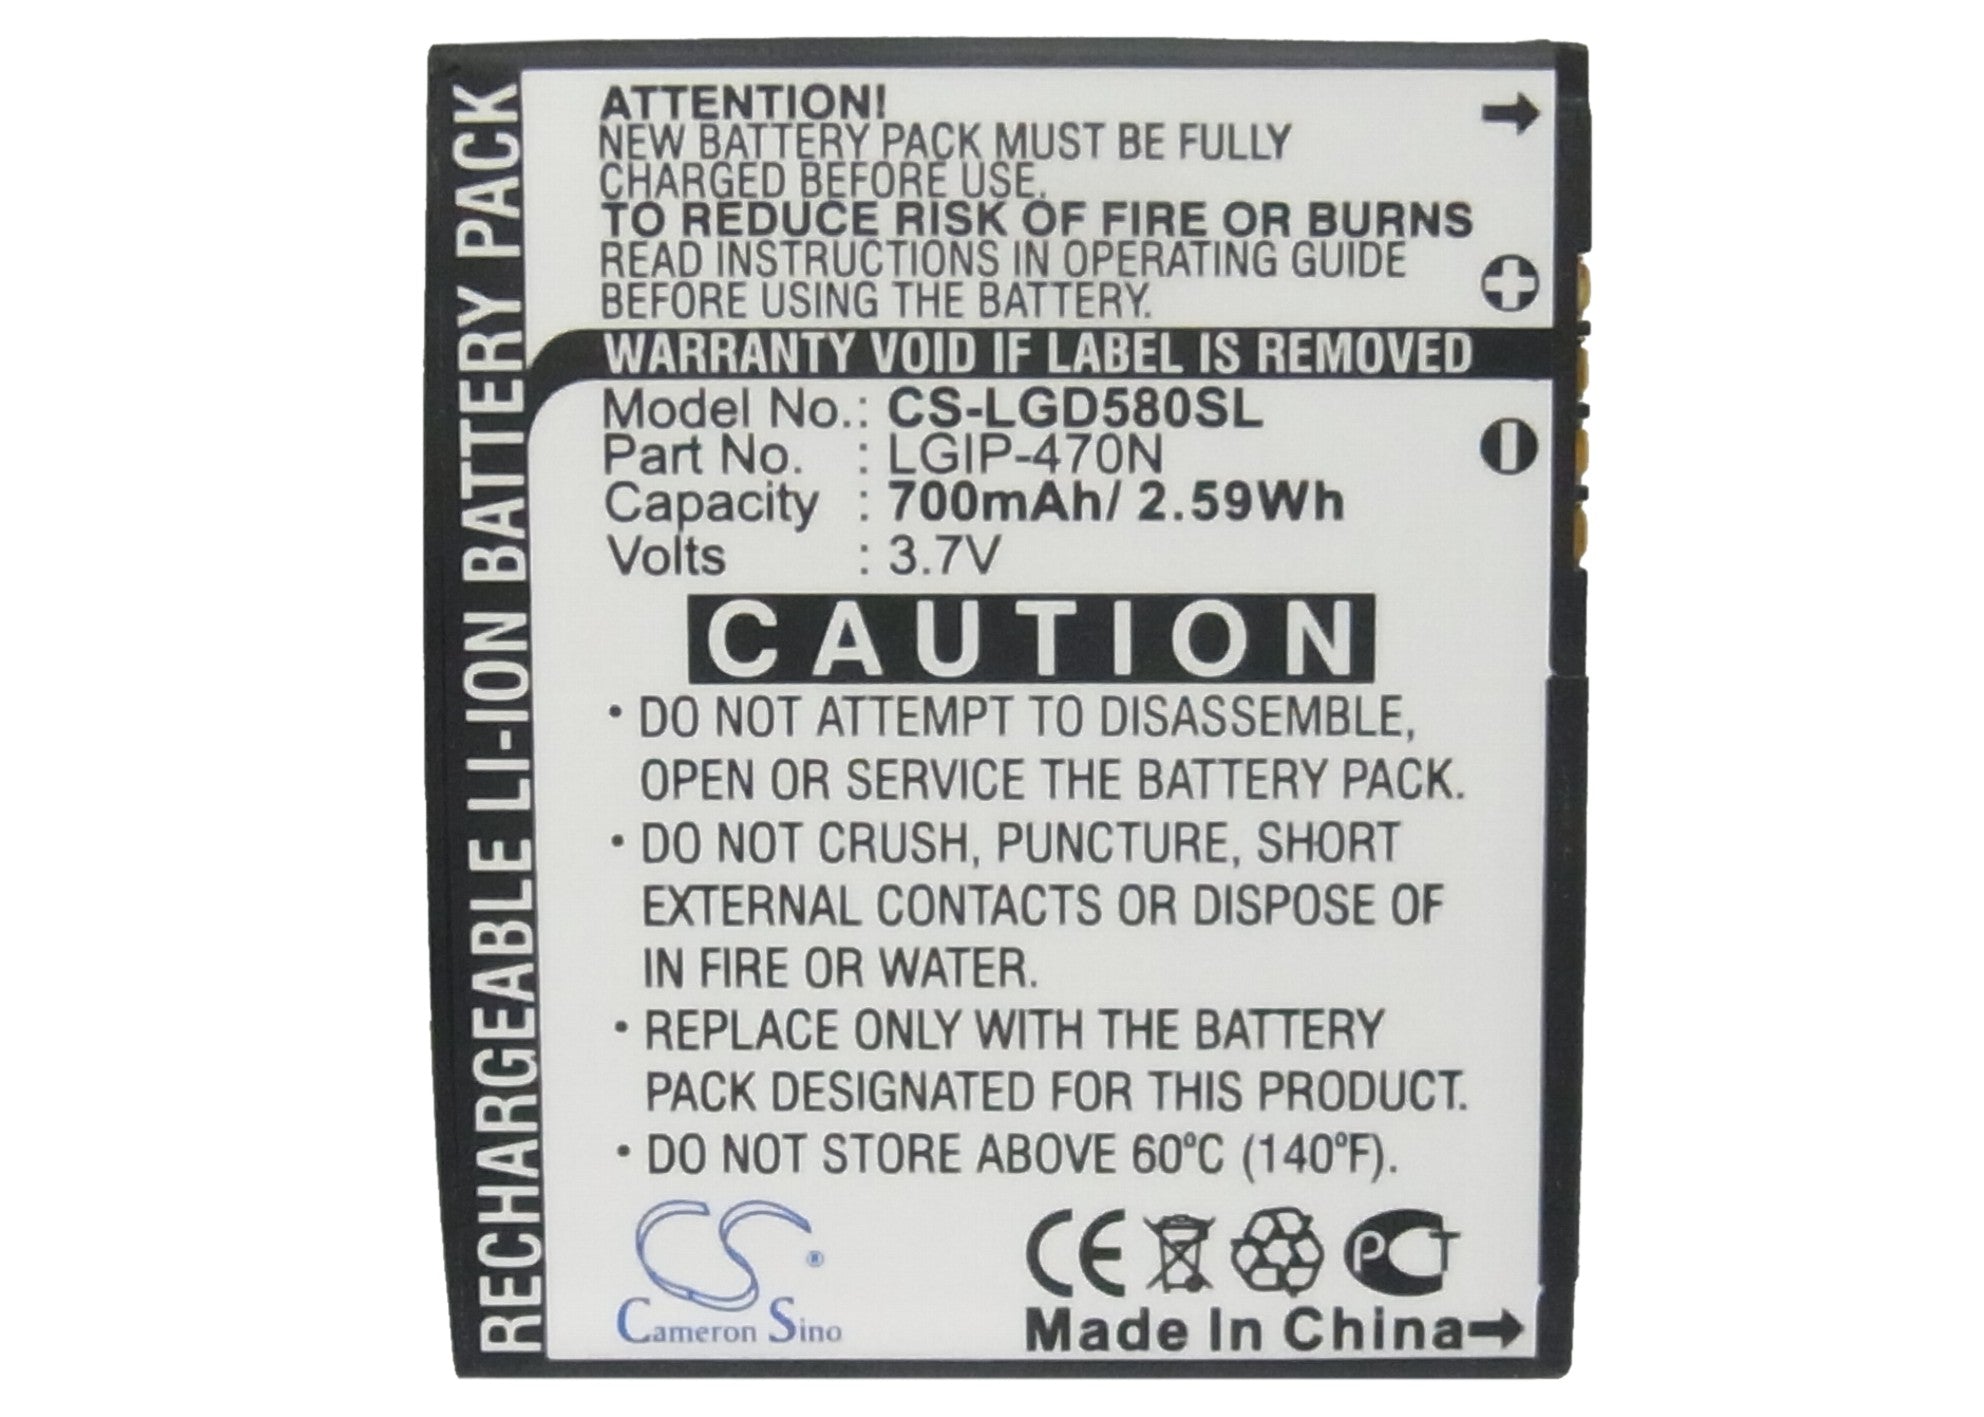 RECHARGEABLE LI-ION BATTERY PACK
ATTENTION!
NEW BATTERY PACK MUST BE FULLY
CHARGED BEFORE USE.
TO REDUCE RISK OF FIRE OR BURNS
READ INSTRUCTIONS IN OPERATING GUIDE
BEFORE USING THE BATTERY.
WARRANTY VOID IF LABEL IS REMOVED
Model No.: CS-LGD580SL
Part No. : LGIP-470N
Capacity : 700mAh/ 2.59Wh
Volts : 3.7V
CAUTION
• DO NOT ATTEMPT TO DISASSEMBLE,
OPEN OR SERVICE THE BATTERY PACK.
• DO NOT CRUSH, PUNCTURE, SHORT
EXTERNAL CONTACTS OR DISPOSE OF
IN FIRE OR WATER.
• REPLACE ONLY WITH THE BATTERY
PACK DESIGNATED FOR THIS PRODUCT.
• DO NOT STORE ABOVE 60°C (140°F).
CS®
Cameron Sino
CE PCT
Made In China